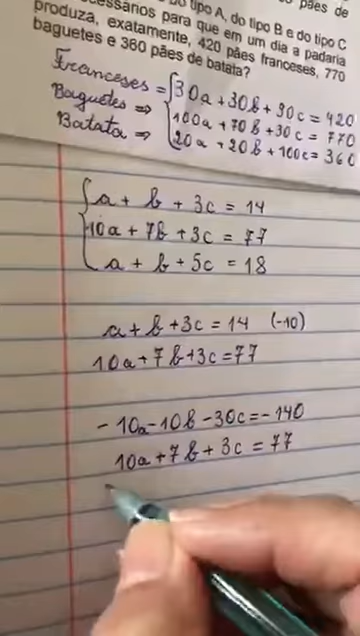 do tipo A, do tipo B e do tipo C
essários para que em um dia a padaria
produza, exatamente, 420 pães franceses, 770
baguetes e 360 pães de batata?
Franceses = 30a + 30b + 30c = 420
Baguetes ⇒ 100a + 70b + 30c = 770
Batata ⇒ 20a + 20b + 100c = 360
a + b + 3c = 14
10a + 7b + 3c = 77
a + b + 5c = 18
a + b + 3c = 14 (-10)
10a + 7b + 3c = 77
- 10a - 10b - 30c = - 140
10a + 7b + 3c = 77